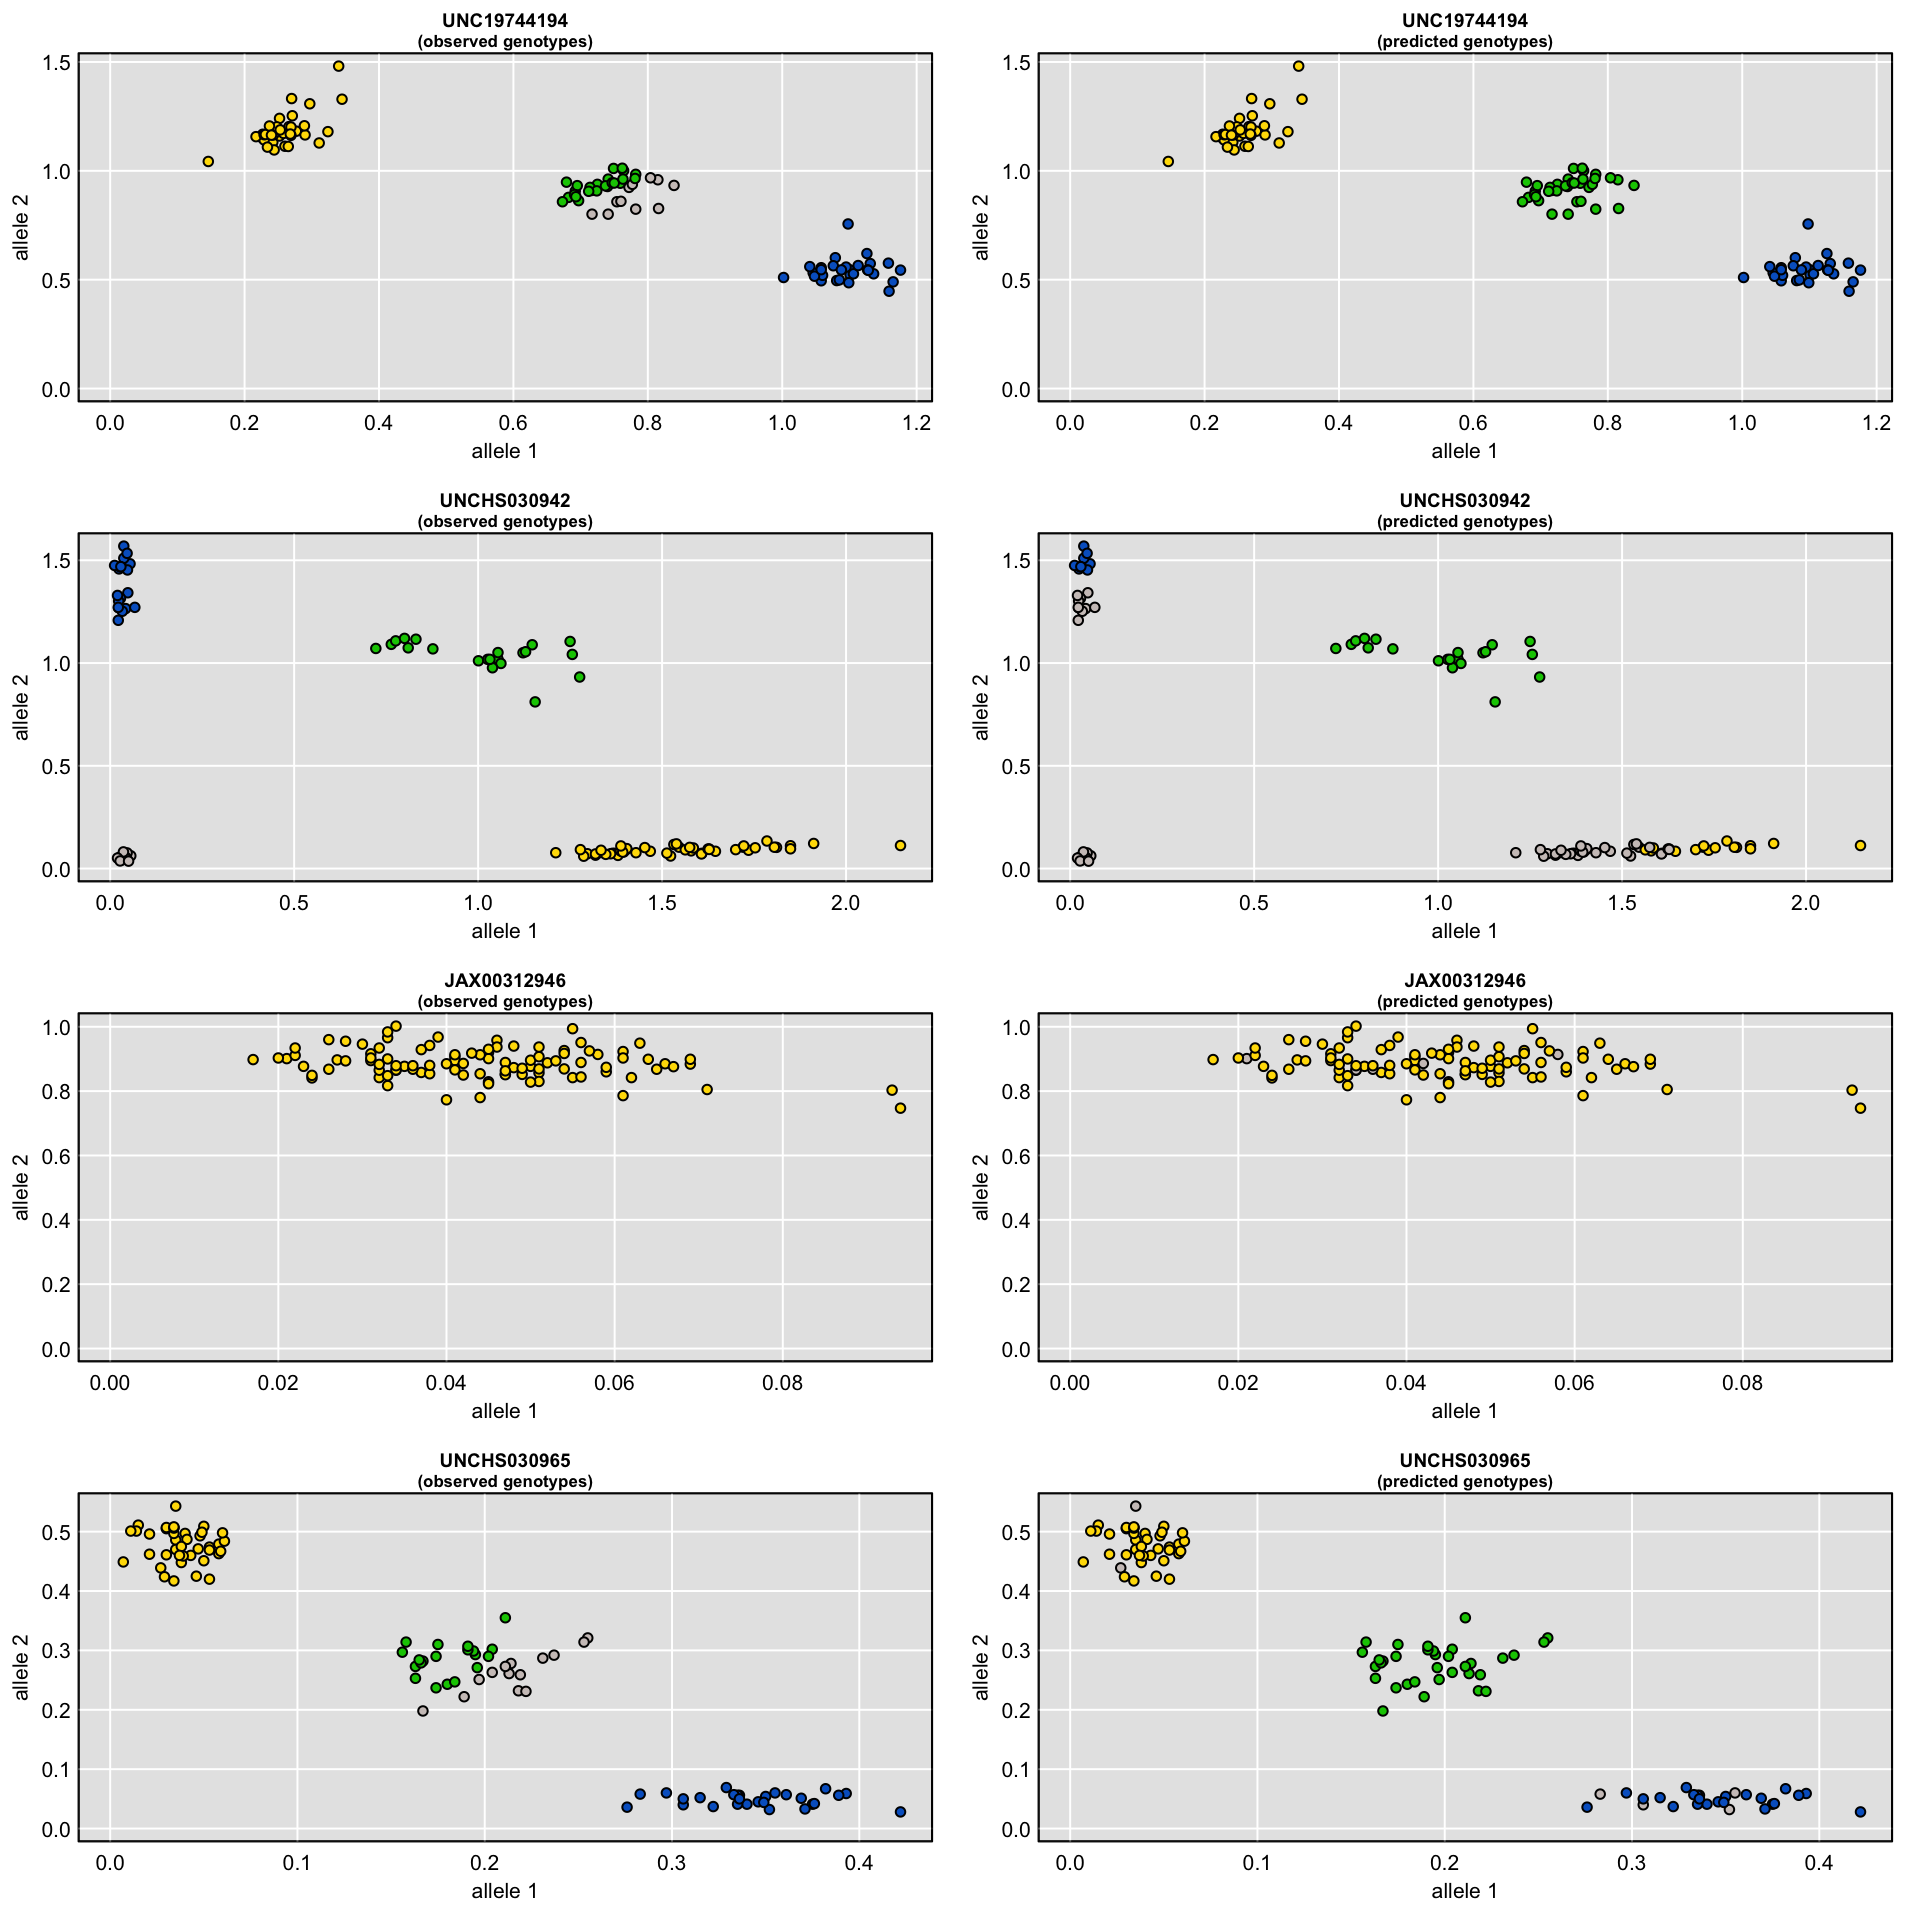 UNC19744194
(observed genotypes)
1.5
1.0
0.5
0.0
allele 2
0.0 0.2 0.4 0.6 0.8 1.0 1.2
allele 1
UNC19744194
(predicted genotypes)
1.5
1.0
0.5
0.0
allele 2
0.0 0.2 0.4 0.6 0.8 1.0 1.2
allele 1
UNCHS030942
(observed genotypes)
1.5
1.0
0.5
0.0
allele 2
0.0 0.5 1.0 1.5 2.0
allele 1
UNCHS030942
(predicted genotypes)
1.5
1.0
0.5
0.0
allele 2
0.0 0.5 1.0 1.5 2.0
allele 1
JAX00312946
(observed genotypes)
1.0
0.8
0.6
0.4
0.2
0.0
allele 2
0.00 0.02 0.04 0.06 0.08
allele 1
JAX00312946
(predicted genotypes)
1.0
0.8
0.6
0.4
0.2
0.0
allele 2
0.00 0.02 0.04 0.06 0.08
allele 1
UNCHS030965
(observed genotypes)
0.5
0.4
0.3
0.2
0.1
0.0
allele 2
0.0 0.1 0.2 0.3 0.4
allele 1
UNCHS030965
(predicted genotypes)
0.5
0.4
0.3
0.2
0.1
0.0
allele 2
0.0 0.1 0.2 0.3 0.4
allele 1